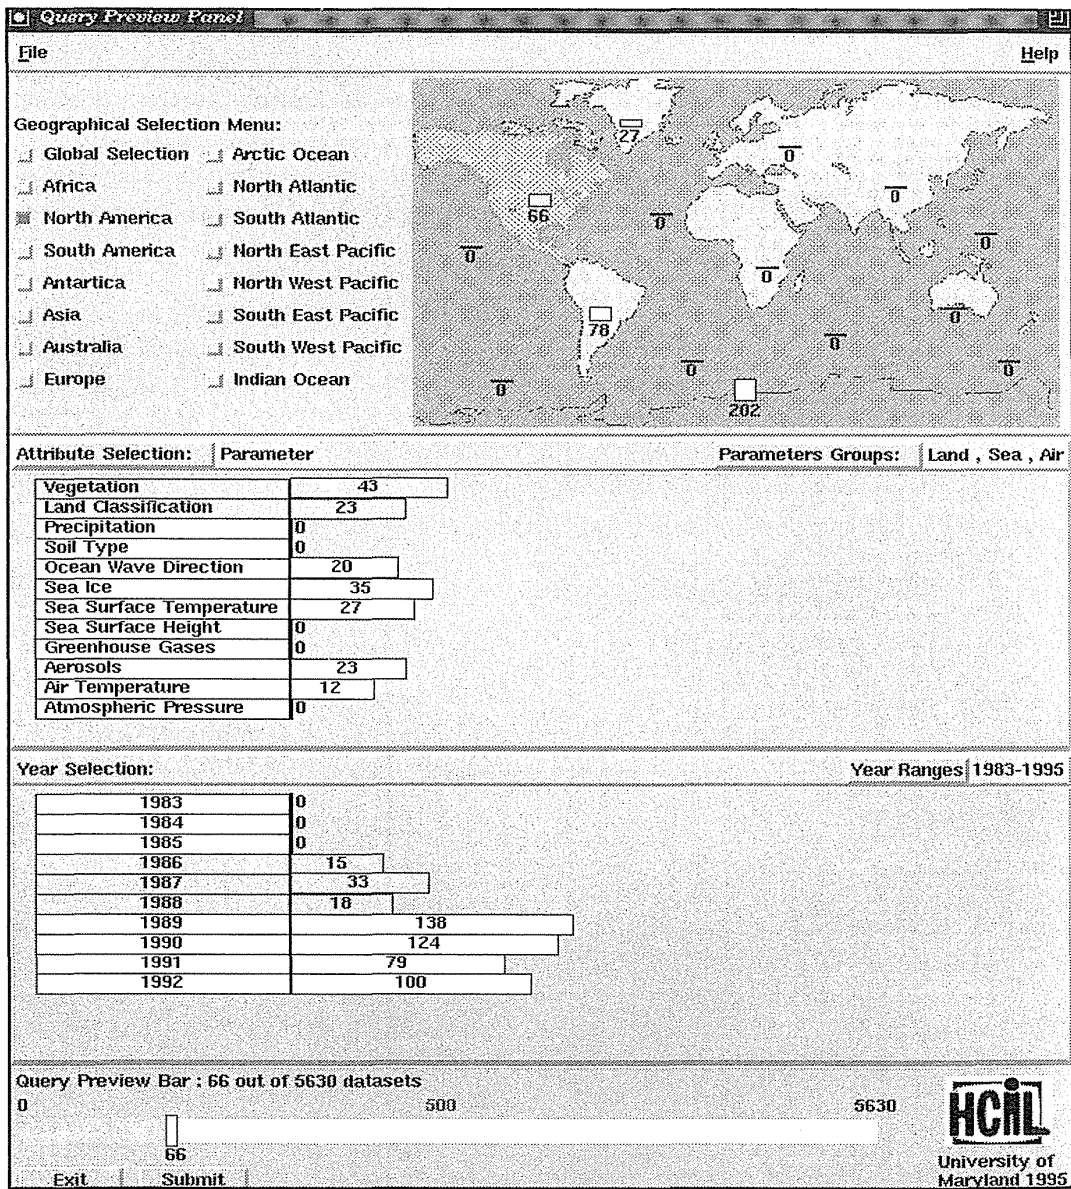 Query Preview Panel
File Help
Geographical Selection Menu:
Global Selection Arctic Ocean
Africa North Atlantic
North America South Atlantic
South America North East Pacific
Antartica North West Pacific
Asia South East Pacific
Australia South West Pacific
Europe Indian Ocean
27
0
0
66
0
0
0
0
0
78
0
0
0
0
0
202
Attribute Selection: Parameter Parameters Groups: Land , Sea , Air
Vegetation 43
Land Classification 23
Precipitation 0
Soil Type 0
Ocean Wave Direction 20
Sea Ice 35
Sea Surface Temperature 27
Sea Surface Height 0
Greenhouse Gases 0
Aerosols 23
Air Temperature 12
Atmospheric Pressure 0
Year Selection: Year Ranges 1983-1995
1983 0
1984 0
1985 0
1986 15
1987 33
1988 18
1989 138
1990 124
1991 79
1992 100
Query Preview Bar : 66 out of 5630 datasets
0 500 5630
66
Exit Submit
HCIL
University of
Maryland 1995